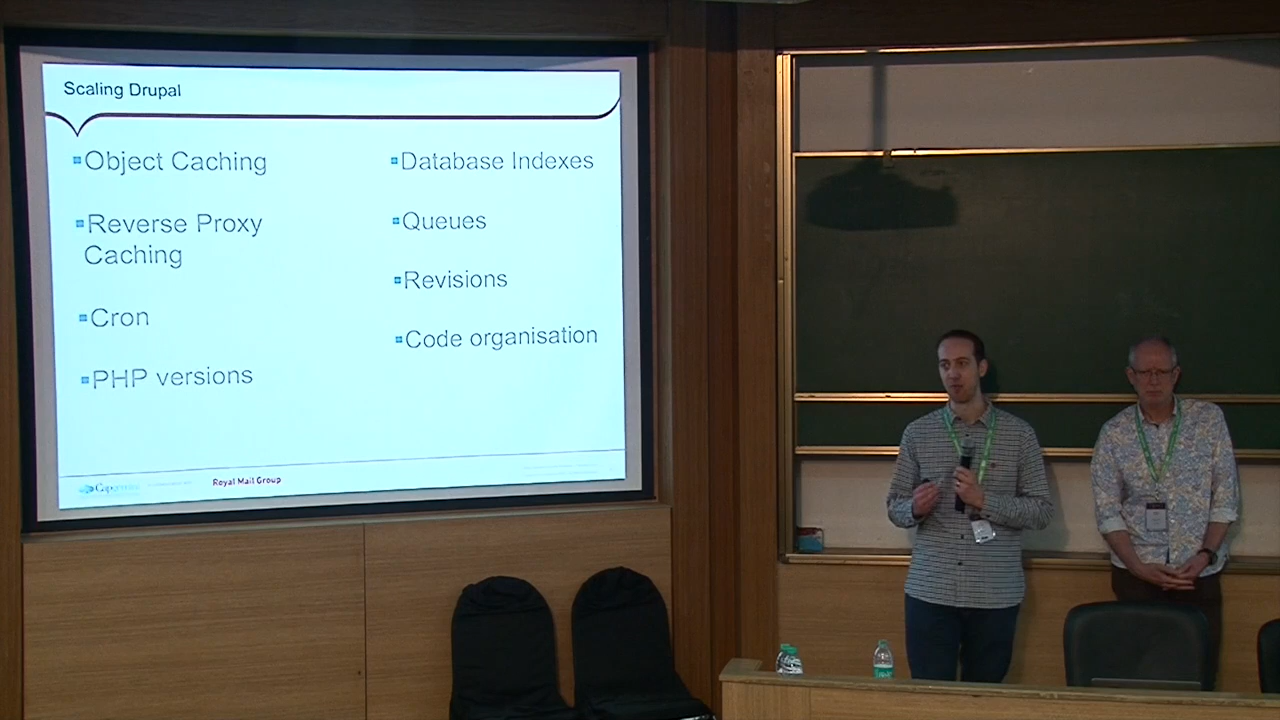 Scaling Drupal
Object Caching
Reverse Proxy
Caching
Cron
PHP versions
Database Indexes
Queues
Revisions
Code organisation
Capgemini
Royal Mail Group